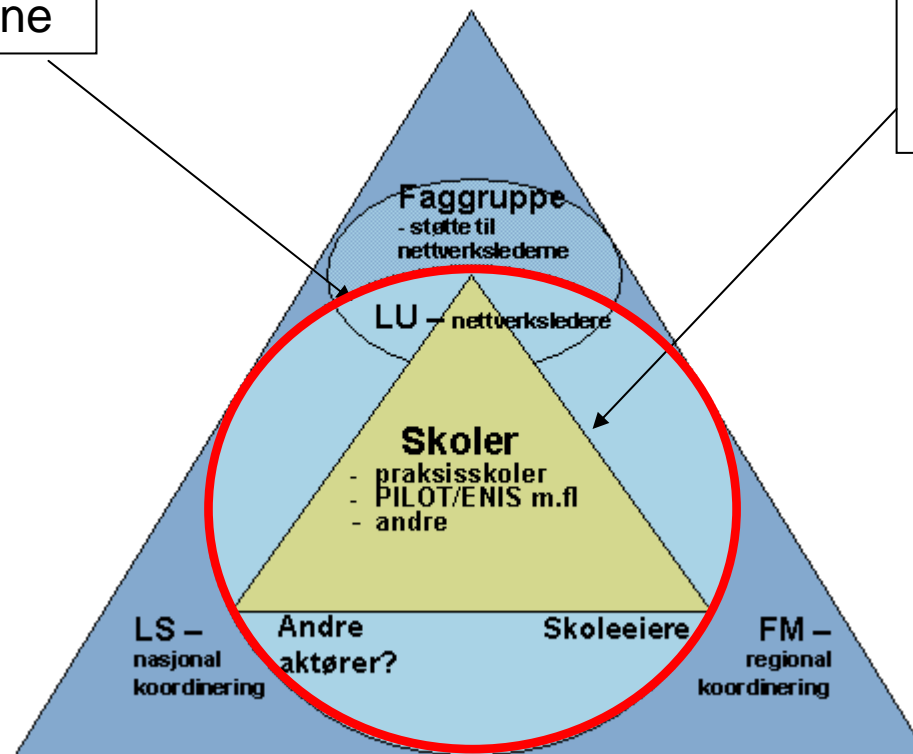 ne
Faggruppe
- støtte til
nettverkslederne
LU – nettverksledere
Skoler
- praksisskoler
- PILOT/ENIS m.fl
- andre
LS –
nasjonal
koordinering
Andre
aktører?
Skoleeiere
FM –
regional
koordinering